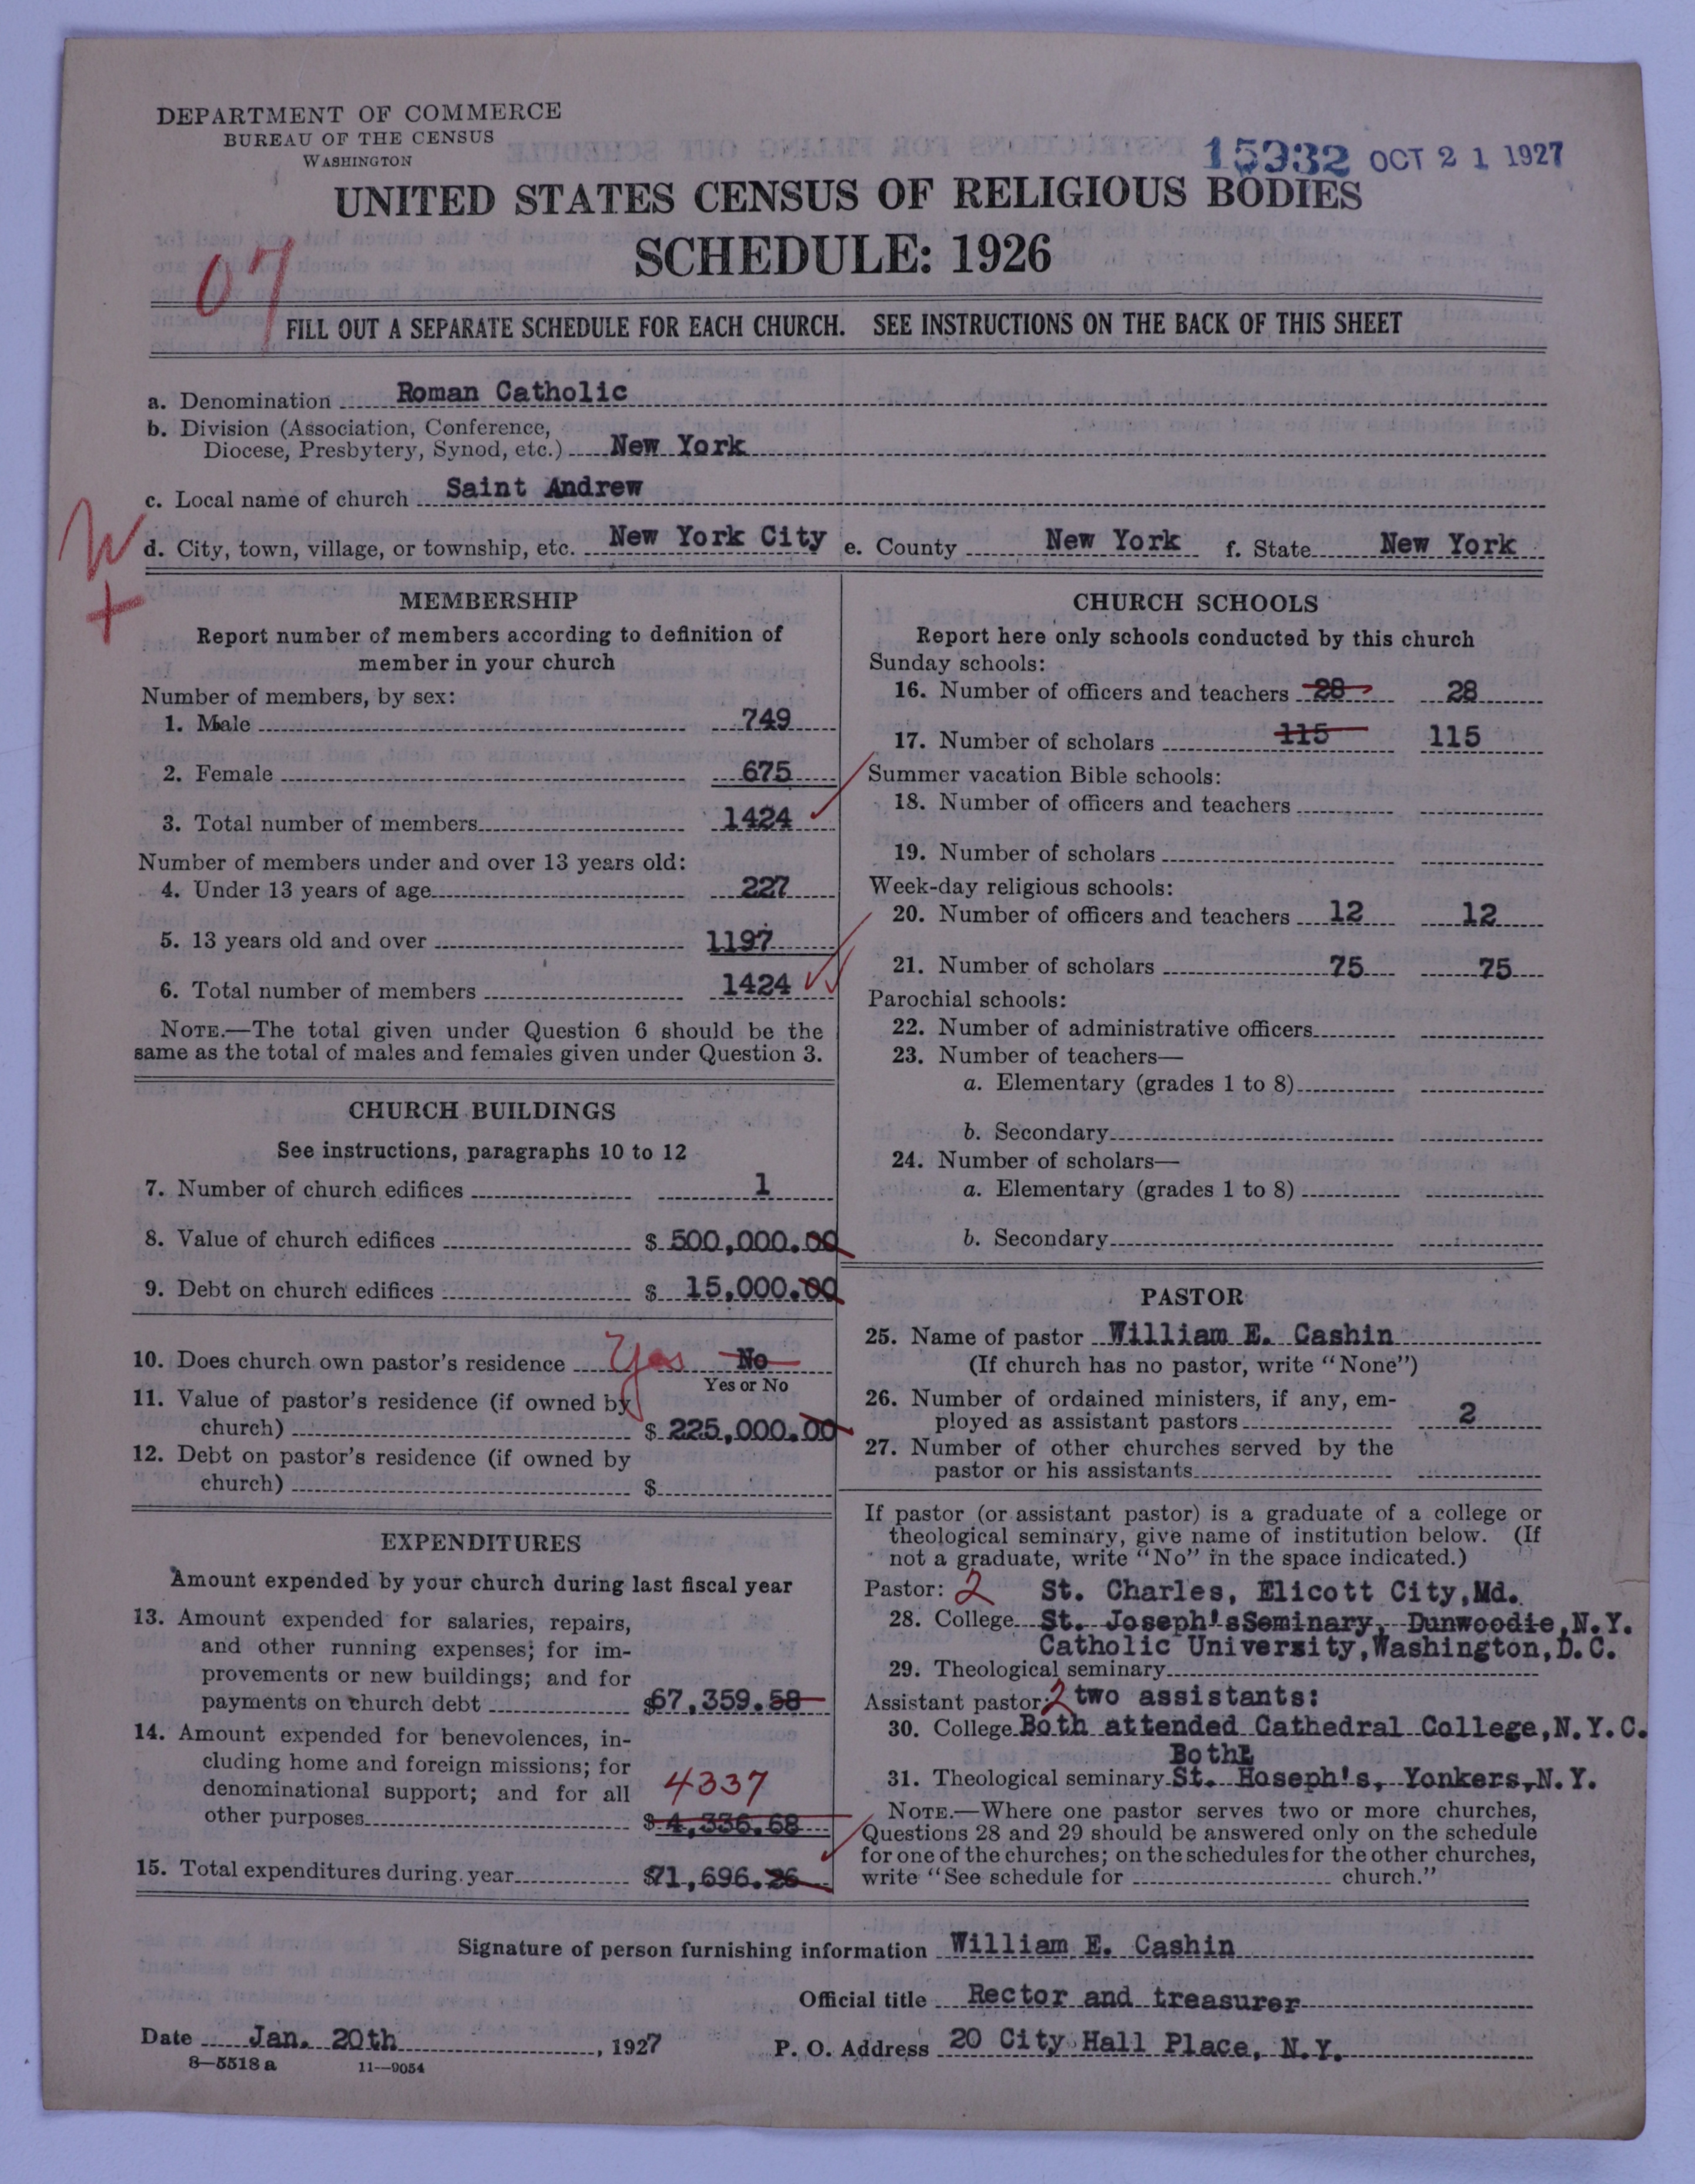 DEPARTMENT OF COMMERCE
BUREAU OF THE CENSUS
WASHINGTON
15932 OCT 21 1927
UNITED STATES CENSUS OF RELIGIOUS BODIES
SCHEDULE: 1926
07
FILL OUT A SEPARATE SCHEDULE FOR EACH CHURCH. SEE INSTRUCTIONS ON THE BACK OF THIS SHEET
a. Denomination Roman Catholic
b. Division (Association, Conference,
Diocese, Presbytery, Synod, etc.) New York
c. Local name of church Saint Andrew
W
+
d. City, town, village, or township, etc. New York City e. County New York f. State New York
MEMBERSHIP
Report number of members according to definition of
member in your church
Number of members, by sex:
1. Male 749
2. Female 675
3. Total number of members 1424
Number of members under and over 13 years old:
4. Under 13 years of age 227
5. 13 years old and over 1197
6. Total number of members 1424
NOTE.—The total given under Question 6 should be the
same as the total of males and females given under Question 3.
CHURCH BUILDINGS
See instructions, paragraphs 10 to 12
7. Number of church edifices 1
8. Value of church edifices $ 500,000.00
9. Debt on church edifices $ 15,000.00
10. Does church own pastor's residence Yes No
Yes or No
11. Value of pastor's residence (if owned by
church) $ 225,000.00
12. Debt on pastor's residence (if owned by
church) $
EXPENDITURES
Amount expended by your church during last fiscal year
13. Amount expended for salaries, repairs,
and other running expenses; for im-
provements or new buildings; and for
payments on church debt $67,359.58
14. Amount expended for benevolences, in-
cluding home and foreign missions; for
denominational support; and for all 4337
other purposes $ 4,336.68
15. Total expenditures during year $71,696.26
CHURCH SCHOOLS
Report here only schools conducted by this church
Sunday schools:
16. Number of officers and teachers 28 28
17. Number of scholars 115 115
Summer vacation Bible schools:
18. Number of officers and teachers
19. Number of scholars
Week-day religious schools:
20. Number of officers and teachers 12 12
21. Number of scholars 75 75
Parochial schools:
22. Number of administrative officers
23. Number of teachers—
a. Elementary (grades 1 to 8)
b. Secondary
24. Number of scholars—
a. Elementary (grades 1 to 8)
b. Secondary
PASTOR
25. Name of pastor William E. Cashin
(If church has no pastor, write "None")
26. Number of ordained ministers, if any, em-
ployed as assistant pastors 2
27. Number of other churches served by the
pastor or his assistants
If pastor (or assistant pastor) is a graduate of a college or
theological seminary, give name of institution below. (If
not a graduate, write "No" in the space indicated.)
Pastor: 2 St. Charles, Elicott City,Md.
28. College St. Joseph'sSeminary, Dunwoodie,N.Y.
Catholic University,Washington,D.C.
29. Theological seminary
Assistant pastor: 2 two assistants:
30. College Both attended Cathedral College,N.Y.C.
Both
31. Theological seminary St. Hoseph's, Yonkers,N.Y.
NOTE.—Where one pastor serves two or more churches,
Questions 28 and 29 should be answered only on the schedule
for one of the churches; on the schedules for the other churches,
write "See schedule for church."
Signature of person furnishing information William E. Cashin
Official title Rector and treasurer
Date Jan. 20th, 1927 P. O. Address 20 City Hall Place, N.Y.
8—5518 a 11—9054